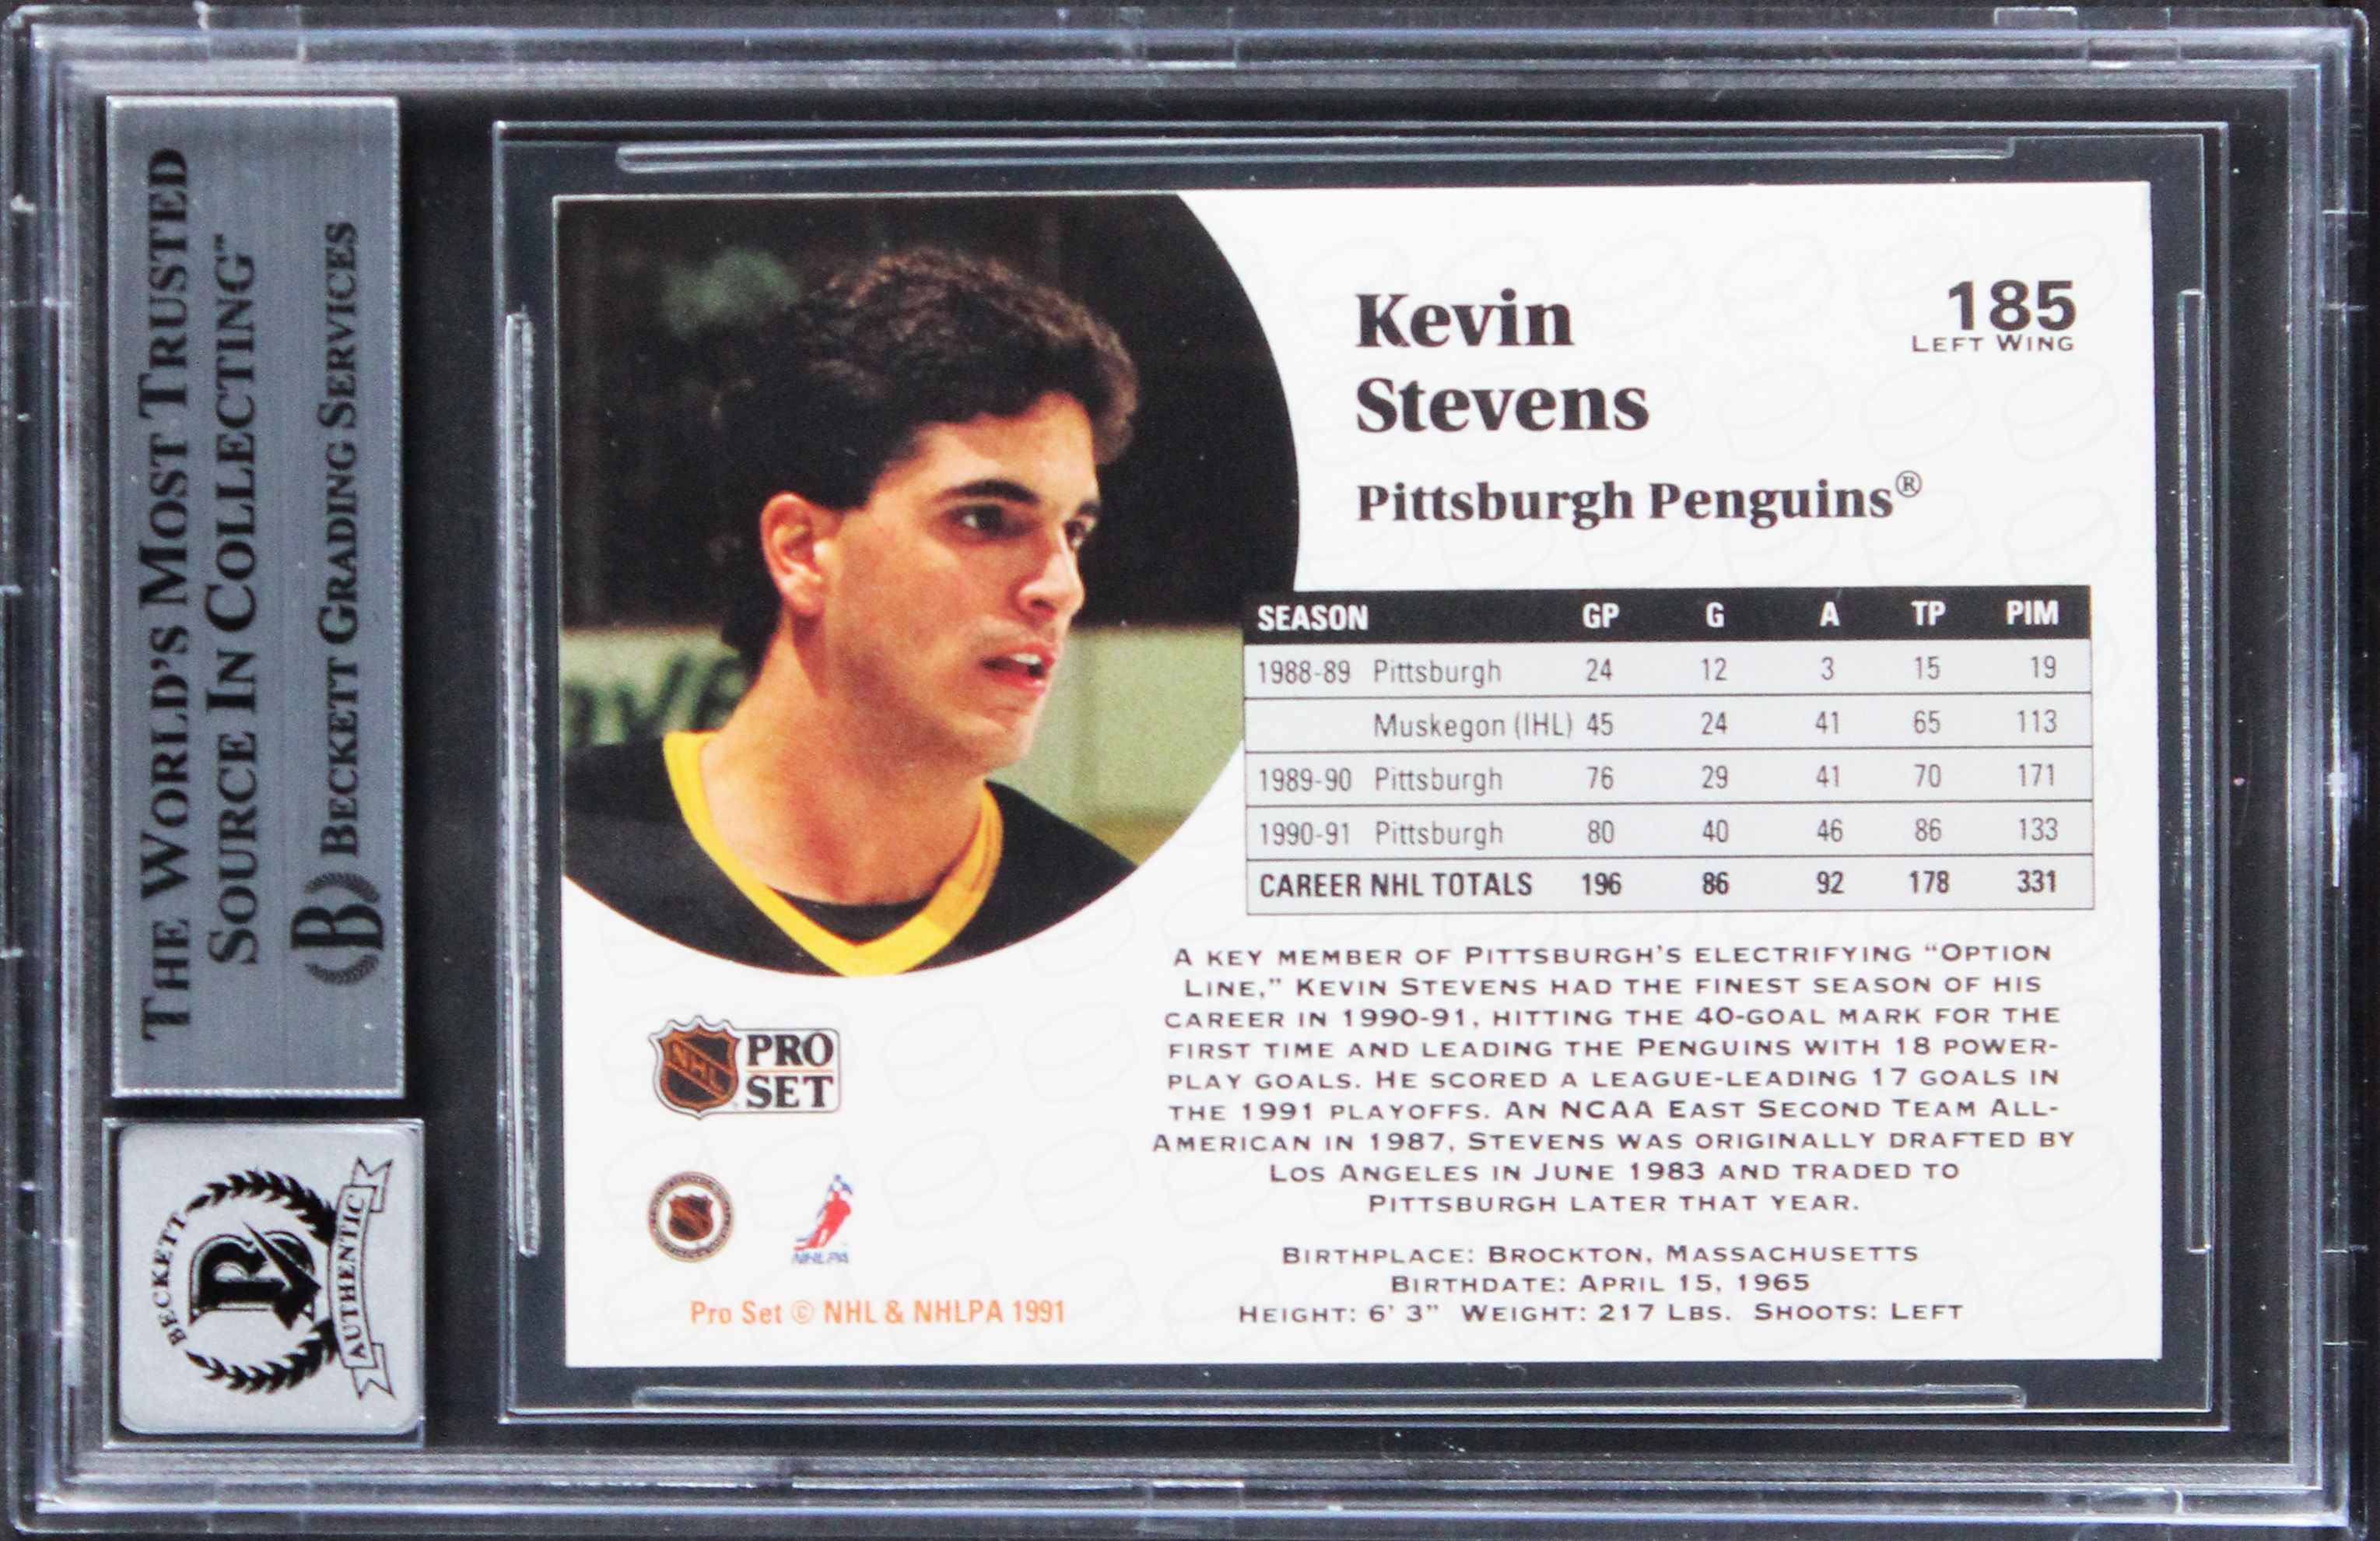 THE WORLD'S MOST TRUSTED
SOURCE IN COLLECTING™
BECKETT GRADING SERVICES
BECKETT
AUTHENTIC
Kevin
Stevens
Pittsburgh Penguins®
185
LEFT WING
SEASON GP G A TP PIM
1988-89 Pittsburgh 24 12 3 15 19
Muskegon (IHL) 45 24 41 65 113
1989-90 Pittsburgh 76 29 41 70 171
1990-91 Pittsburgh 80 40 46 86 133
CAREER NHL TOTALS 196 86 92 178 331
A KEY MEMBER OF PITTSBURGH'S ELECTRIFYING “OPTION
LINE,” KEVIN STEVENS HAD THE FINEST SEASON OF HIS
CAREER IN 1990-91, HITTING THE 40-GOAL MARK FOR THE
FIRST TIME AND LEADING THE PENGUINS WITH 18 POWER-
PLAY GOALS. HE SCORED A LEAGUE-LEADING 17 GOALS IN
THE 1991 PLAYOFFS. AN NCAA EAST SECOND TEAM ALL-
AMERICAN IN 1987, STEVENS WAS ORIGINALLY DRAFTED BY
LOS ANGELES IN JUNE 1983 AND TRADED TO
PITTSBURGH LATER THAT YEAR.
BIRTHPLACE: BROCKTON, MASSACHUSETTS
BIRTHDATE: APRIL 15, 1965
HEIGHT: 6' 3” WEIGHT: 217 LBS. SHOOTS: LEFT
NHL PRO
SET
NHLPA
Pro Set © NHL & NHLPA 1991